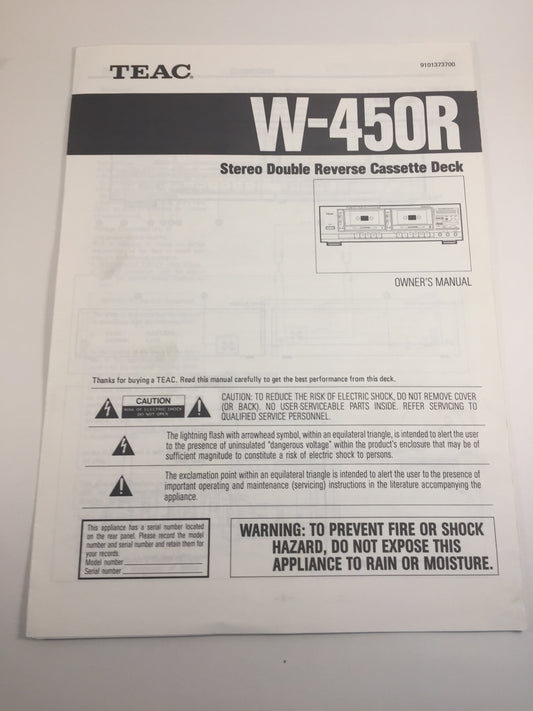 TEAC.
9101373700
W-450R
Stereo Double Reverse Cassette Deck
OWNER'S MANUAL
Thanks for buying a TEAC. Read this manual carefully to get the best performance from this deck.
CAUTION
RISK OF ELECTRIC SHOCK
DO NOT OPEN
CAUTION: TO REDUCE THE RISK OF ELECTRIC SHOCK, DO NOT REMOVE COVER
(OR BACK). NO USER-SERVICEABLE PARTS INSIDE. REFER SERVICING TO
QUALIFIED SERVICE PERSONNEL.
The lightning flash with arrowhead symbol, within an equilateral triangle, is intended to alert the user
to the presence of uninsulated "dangerous voltage" within the product's enclosure that may be of
sufficient magnitude to constitute a risk of electric shock to persons.
The exclamation point within an equilateral triangle is intended to alert the user to the presence of
important operating and maintenance (servicing) instructions in the literature accompanying the
appliance.
This appliance has a serial number located
on the rear panel. Please record the model
number and serial number and retain them for
your records.
Model number
Serial number
WARNING: TO PREVENT FIRE OR SHOCK
HAZARD, DO NOT EXPOSE THIS
APPLIANCE TO RAIN OR MOISTURE.